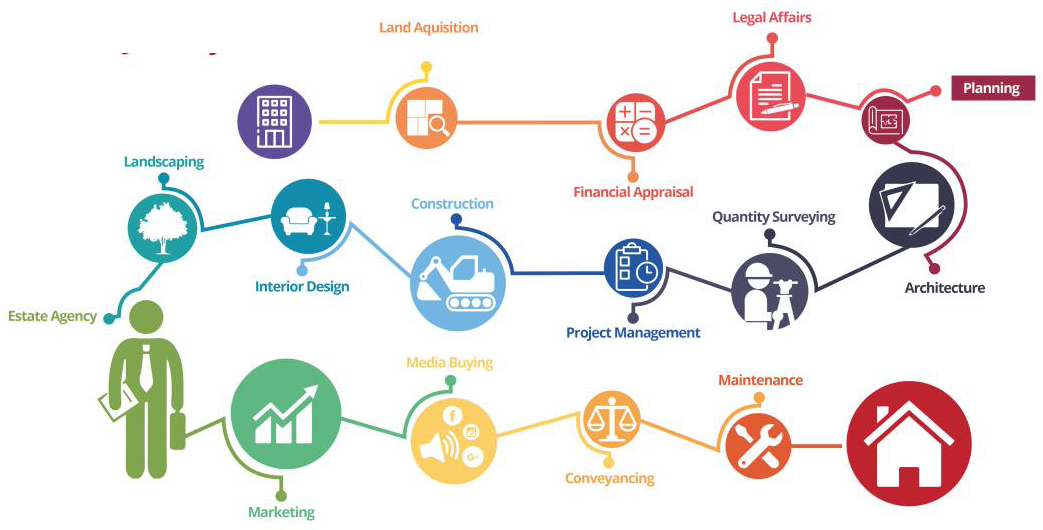 Land Aquisition
Legal Affairs
Planning
Financial Appraisal
Landscaping
Construction
Quantity Surveying
Interior Design
Architecture
Estate Agency
Project Management
Media Buying
Maintenance
f
G+
Conveyancing
Marketing